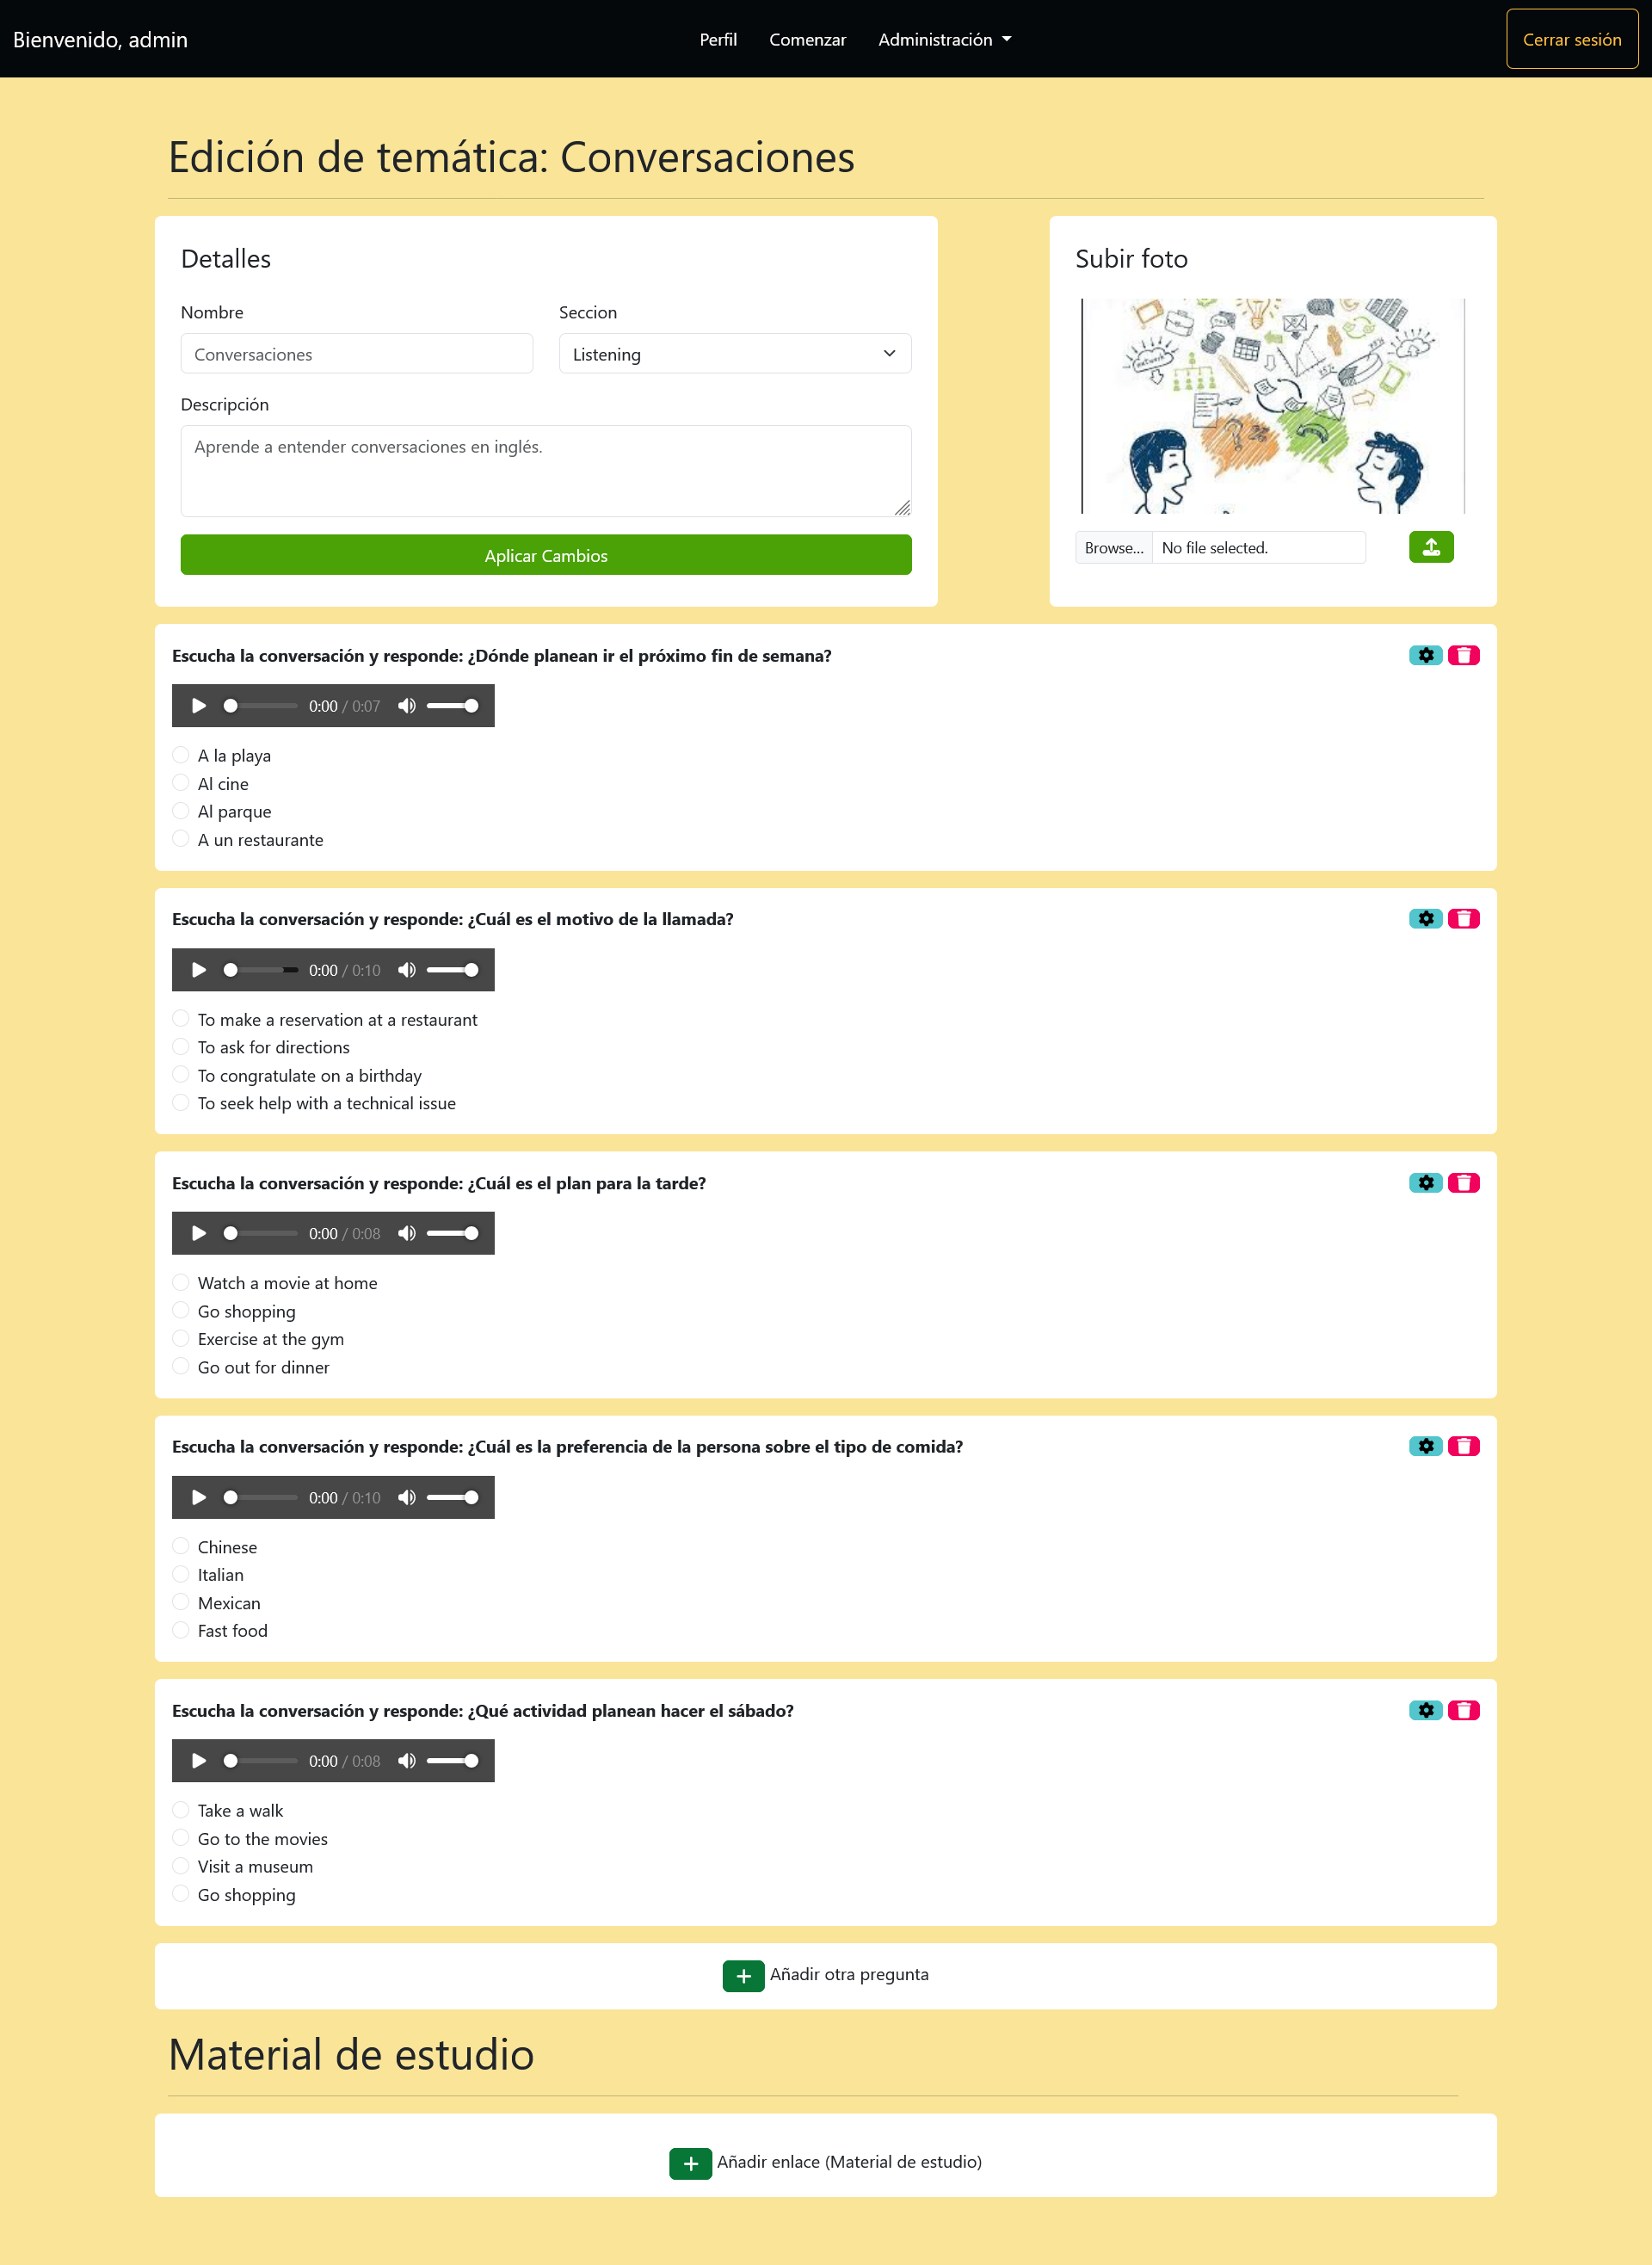 Bienvenido, admin
Perfil
Comenzar
Administración
Cerrar sesión
Edición de temática: Conversaciones
Detalles
Nombre
Seccion
Conversaciones
Listening
Descripción
Aprende a entender conversaciones en inglés.
Aplicar Cambios
Subir foto
network
Browse...
No file selected.
Escucha la conversación y responde: ¿Dónde planean ir el próximo fin de semana?
0:00 / 0:07
A la playa
Al cine
Al parque
A un restaurante
Escucha la conversación y responde: ¿Cuál es el motivo de la llamada?
0:00 / 0:10
To make a reservation at a restaurant
To ask for directions
To congratulate on a birthday
To seek help with a technical issue
Escucha la conversación y responde: ¿Cuál es el plan para la tarde?
0:00 / 0:08
Watch a movie at home
Go shopping
Exercise at the gym
Go out for dinner
Escucha la conversación y responde: ¿Cuál es la preferencia de la persona sobre el tipo de comida?
0:00 / 0:10
Chinese
Italian
Mexican
Fast food
Escucha la conversación y responde: ¿Qué actividad planean hacer el sábado?
0:00 / 0:08
Take a walk
Go to the movies
Visit a museum
Go shopping
Añadir otra pregunta
Material de estudio
Añadir enlace (Material de estudio)